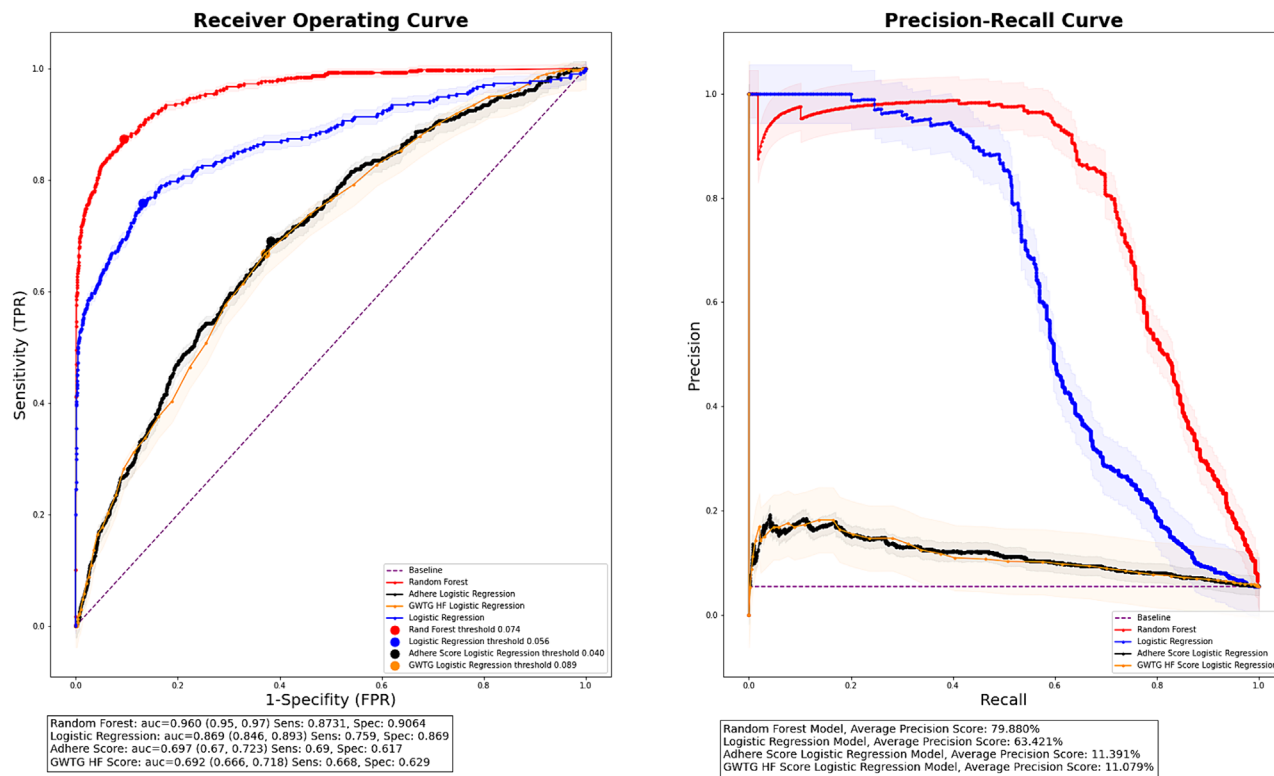 Receiver Operating Curve
1.0
0.8
0.6
0.4
0.2
0.0
Sensitivity (TPR)
0.0
0.2
0.4
0.6
0.8
1.0
1-Specifity (FPR)
Baseline
Random Forest
Adhere Logistic Regression
GWTG HF Logistic Regression
Logistic Regression
Rand Forest threshold 0.074
Logistic Regression threshold 0.056
Adhere Score Logistic Regression threshold 0.040
GWTG Logistic Regression threshold 0.089
Random Forest: auc=0.960 (0.95, 0.97) Sens: 0.8731, Spec: 0.9064
Logistic Regression: auc=0.869 (0.846, 0.893) Sens: 0.759, Spec: 0.869
Adhere Score: auc=0.697 (0.67, 0.723) Sens: 0.69, Spec: 0.617
GWTG HF Score: auc=0.692 (0.666, 0.718) Sens: 0.668, Spec: 0.629
Precision-Recall Curve
1.0
0.8
0.6
0.4
0.2
0.0
Precision
0.0
0.2
0.4
0.6
0.8
1.0
Recall
Baseline
Random Forest
Logistic Regression
Adhere Score Logistic Regression
GWTG HF Score Logistic Regression
Random Forest Model, Average Precision Score: 79.880%
Logistic Regression Model, Average Precision Score: 63.421%
Adhere Score Logistic Regression Model, Average Precision Score: 11.391%
GWTG HF Score Logistic Regression Model, Average Precision Score: 11.079%